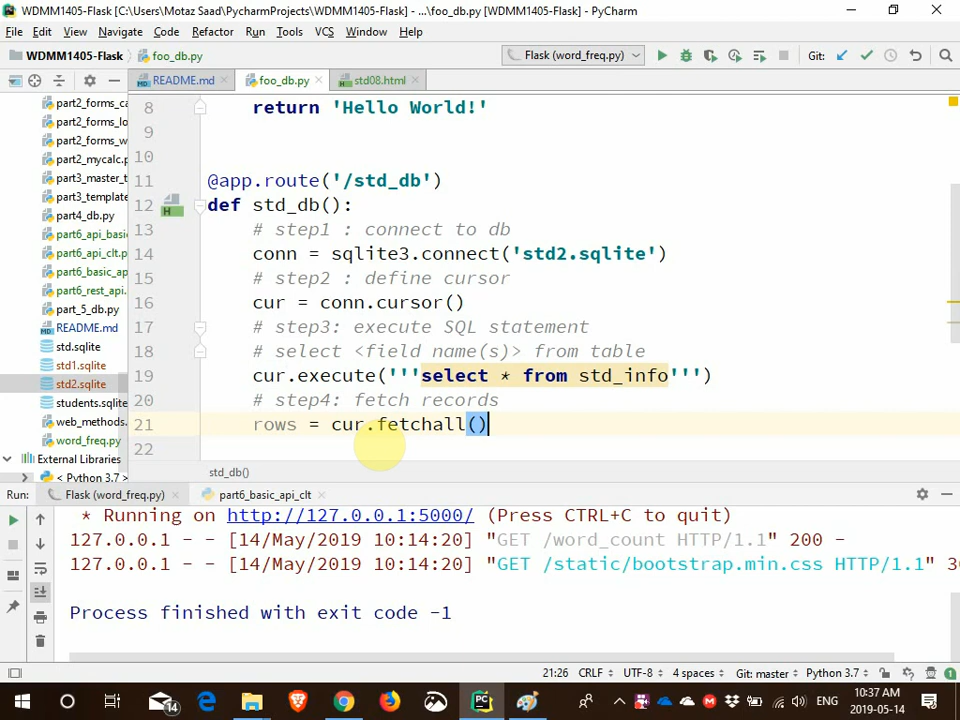 WDMM1405-Flask [C:\Users\Motaz Saad\PycharmProjects\WDMM1405-Flask] - ...\foo_db.py [WDMM1405-Flask] - PyCharm
File Edit View Navigate Code Refactor Run Tools VCS Window Help
WDMM1405-Flask foo_db.py Flask (word_freq.py) Git:
README.md foo_db.py std08.html
part2_forms_ca
part2_forms_lo
part2_forms_w
part2_mycalc.p
part3_master_t
part3_template
part4_db.py
part6_api_basi
part6_api_clt.p
part6_basic_ap
part6_rest_api.
part_5_db.py
README.md
std.sqlite
std1.sqlite
std2.sqlite
students.sqlite
web_methods.
word_freq.py
External Libraries
< Python 3.7 >
8 return 'Hello World!'
9
10
11 @app.route('/std_db')
12 def std_db():
13 # step1 : connect to db
14 conn = sqlite3.connect('std2.sqlite')
15 # step2 : define cursor
16 cur = conn.cursor()
17 # step3: execute SQL statement
18 # select <field name(s)> from table
19 cur.execute('''select * from std_info''')
20 # step4: fetch records
21 rows = cur.fetchall()
22
std_db()
Run: Flask (word_freq.py) part6_basic_api_clt
* Running on http://127.0.0.1:5000/ (Press CTRL+C to quit)
127.0.0.1 - - [14/May/2019 10:14:20] "GET /word_count HTTP/1.1" 200 -
127.0.0.1 - - [14/May/2019 10:14:20] "GET /static/bootstrap.min.css HTTP/1.1" 30
Process finished with exit code -1
21:26 CRLF UTF-8 4 spaces Git: master Python 3.7 1
14 ENG 10:37 AM 2019-05-14